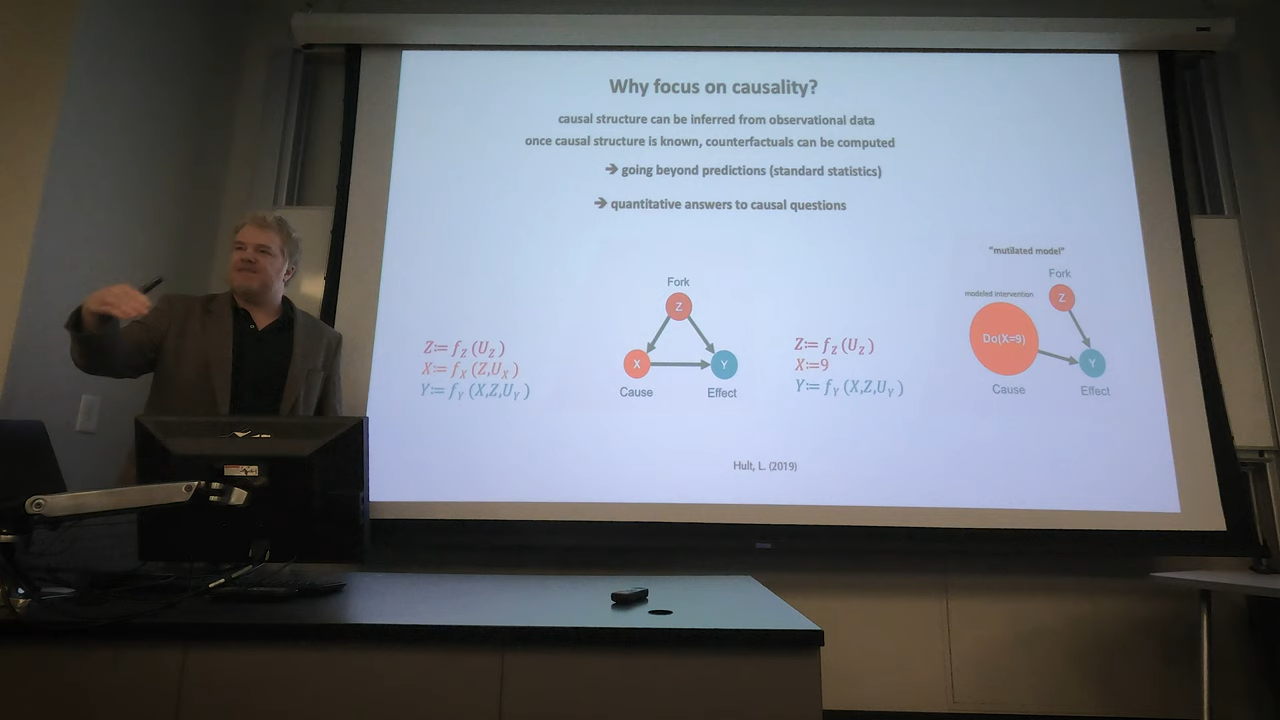 Why focus on causality?
causal structure can be inferred from observational data
once causal structure is known, counterfactuals can be computed
➔ going beyond predictions (standard statistics)
➔ quantitative answers to causal questions
Z:= f_Z (U_Z)
X:= f_X (Z,U_X)
Y:= f_Y (X,Z,U_Y)
Fork
Z
X
Y
Cause
Effect
Z:= f_Z (U_Z)
X:=9
Y:= f_Y (X,Z,U_Y)
"mutilated model"
Fork
modeled intervention
Z
Do(X=9)
Y
Cause
Effect
Hult, L. (2019)